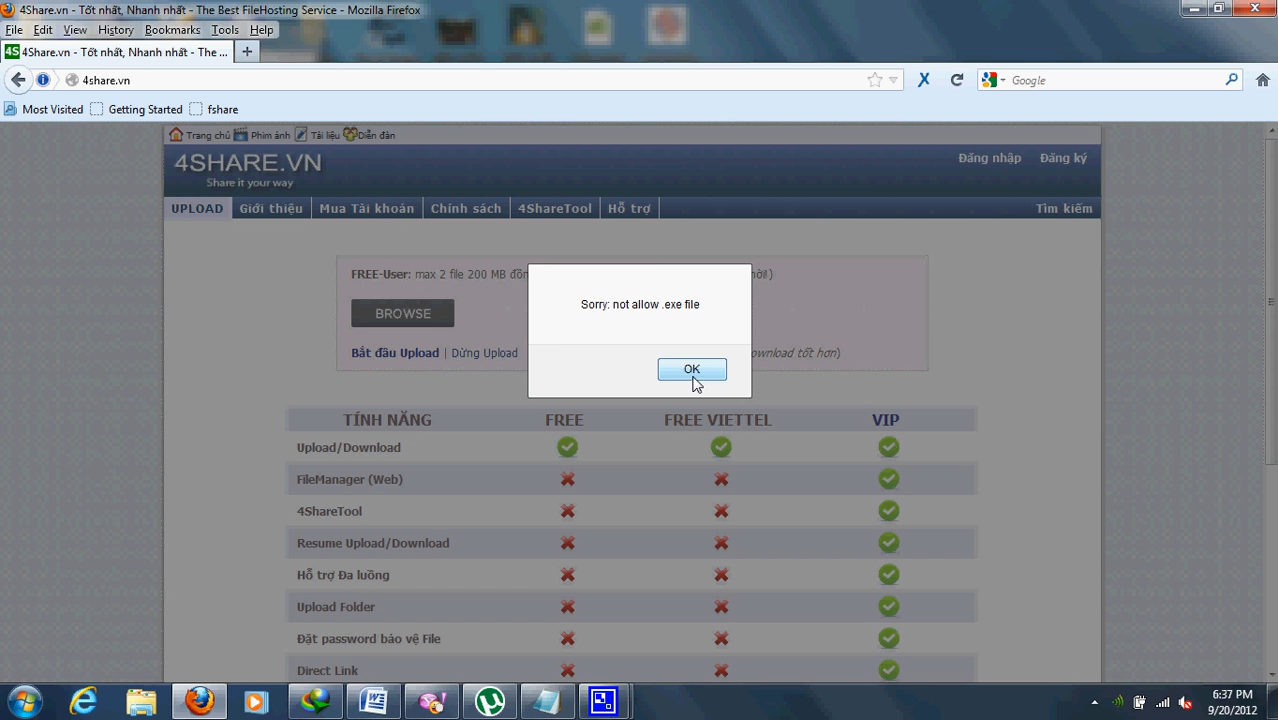 4Share.vn - Tốt nhất, Nhanh nhất - The Best FileHosting Service - Mozilla Firefox
File Edit View History Bookmarks Tools Help
4S 4Share.vn - Tốt nhất, Nhanh nhất - The ...
4share.vn
Google
Most Visited Getting Started fshare
Trang chủ Phim ảnh Tài liệu Diễn đàn
4SHARE.VN
Share it your way
Đăng nhập Đăng ký
UPLOAD Giới thiệu Mua Tài khoản Chính sách 4ShareTool Hỗ trợ Tìm kiếm
FREE-User: max 2 file 200 MB
BROWSE
Bắt đầu Upload | Dừng Upload
download tốt hơn)
Sorry: not allow .exe file
OK
TÍNH NĂNG FREE FREE VIETTEL VIP
Upload/Download
FileManager (Web)
4ShareTool
Resume Upload/Download
Hỗ trợ Đa luồng
Upload Folder
Đặt password bảo vệ File
Direct Link
6:37 PM
9/20/2012